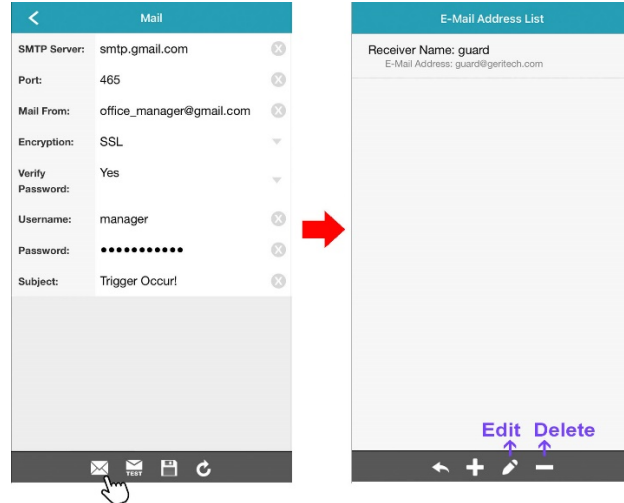 Mail
SMTP Server: smtp.gmail.com
Port: 465
Mail From: office_manager@gmail.com
Encryption: SSL
Verify Yes
Password:
Username: manager
Password: ●●●●●●●●●●●
Subject: Trigger Occur!
TEST
E-Mail Address List
Receiver Name: guard
E-Mail Address: guard@geritech.com
Edit Delete